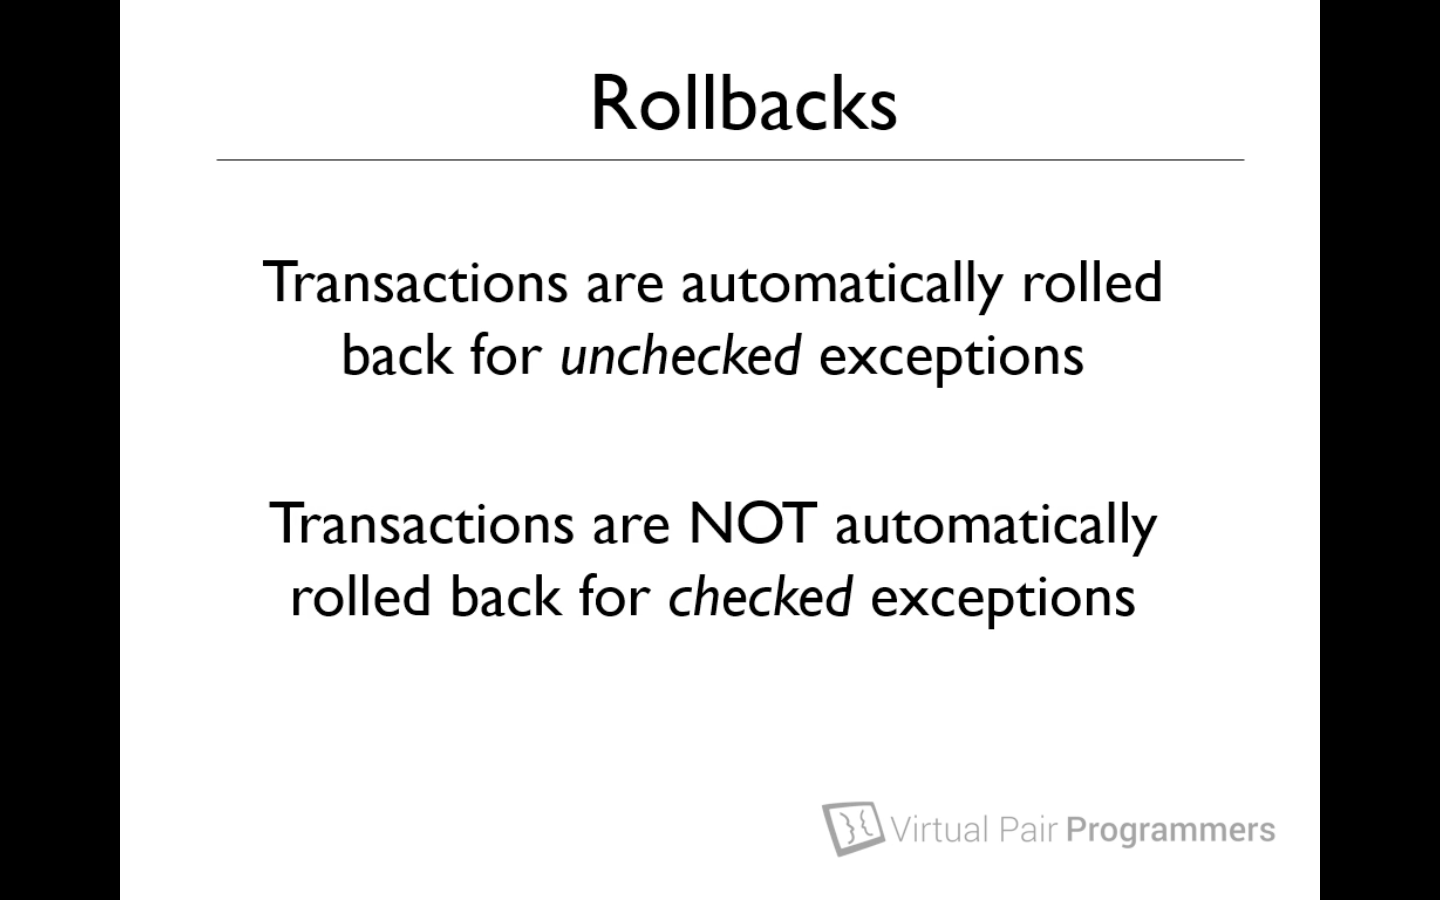 Rollbacks
Transactions are automatically rolled
back for unchecked exceptions
Transactions are NOT automatically
rolled back for checked exceptions
Virtual Pair Programmers